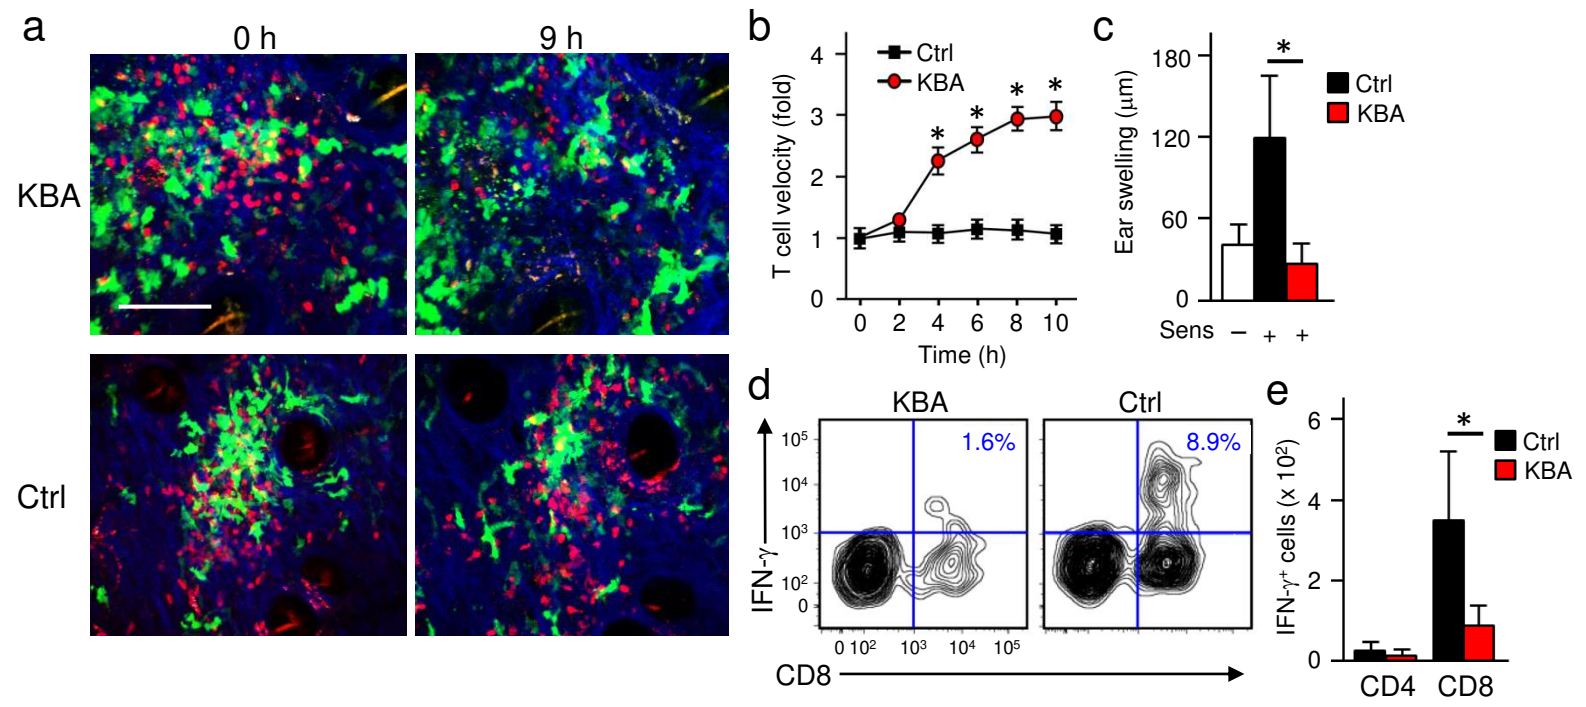 a
0 h
9 h
KBA
Ctrl
b
Ctrl
KBA
T cell velocity (fold)
4
3
2
1
0
* * * *
0 2 4 6 8 10
Time (h)
c
Ear swelling (μm)
180
120
60
0
*
Ctrl
KBA
Sens − + +
d
KBA
Ctrl
1.6%
8.9%
IFN-γ
10⁵
10⁴
10³
10²
0
0 10² 10³ 10⁴ 10⁵
CD8
e
IFN-γ⁺ cells (x 10²)
6
4
2
0
*
Ctrl
KBA
CD4 CD8